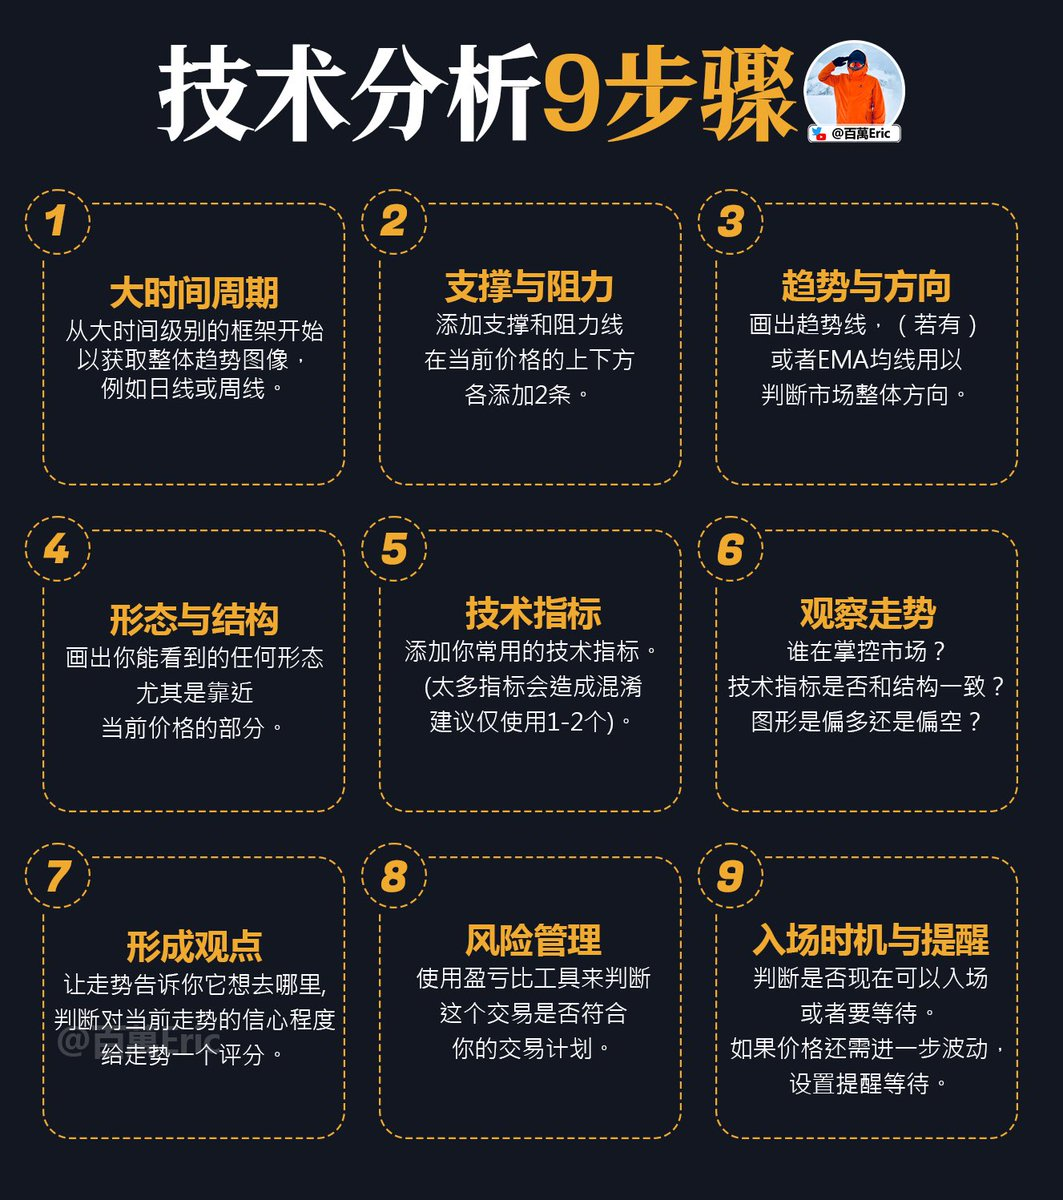 技术分析9步骤
@百萬Eric
1
大时间周期
从大时间级别的框架开始
以获取整体趋势图像，
例如日线或周线。
2
支撑与阻力
添加支撑和阻力线
在当前价格的上下方
各添加2条。
3
趋势与方向
画出趋势线，（若有）
或者EMA均线用以
判断市场整体方向。
4
形态与结构
画出你能看到的任何形态
尤其是靠近
当前价格的部分。
5
技术指标
添加你常用的技术指标。
(太多指标会造成混淆
建议仅使用1-2个)。
6
观察走势
谁在掌控市场？
技术指标是否和结构一致？
图形是偏多还是偏空？
7
形成观点
让走势告诉你它想去哪里,
判断对当前走势的信心程度
给走势一个评分。
@百萬Eric
8
风险管理
使用盈亏比工具来判断
这个交易是否符合
你的交易计划。
9
入场时机与提醒
判断是否现在可以入场
或者要等待。
如果价格还需进一步波动，
设置提醒等待。